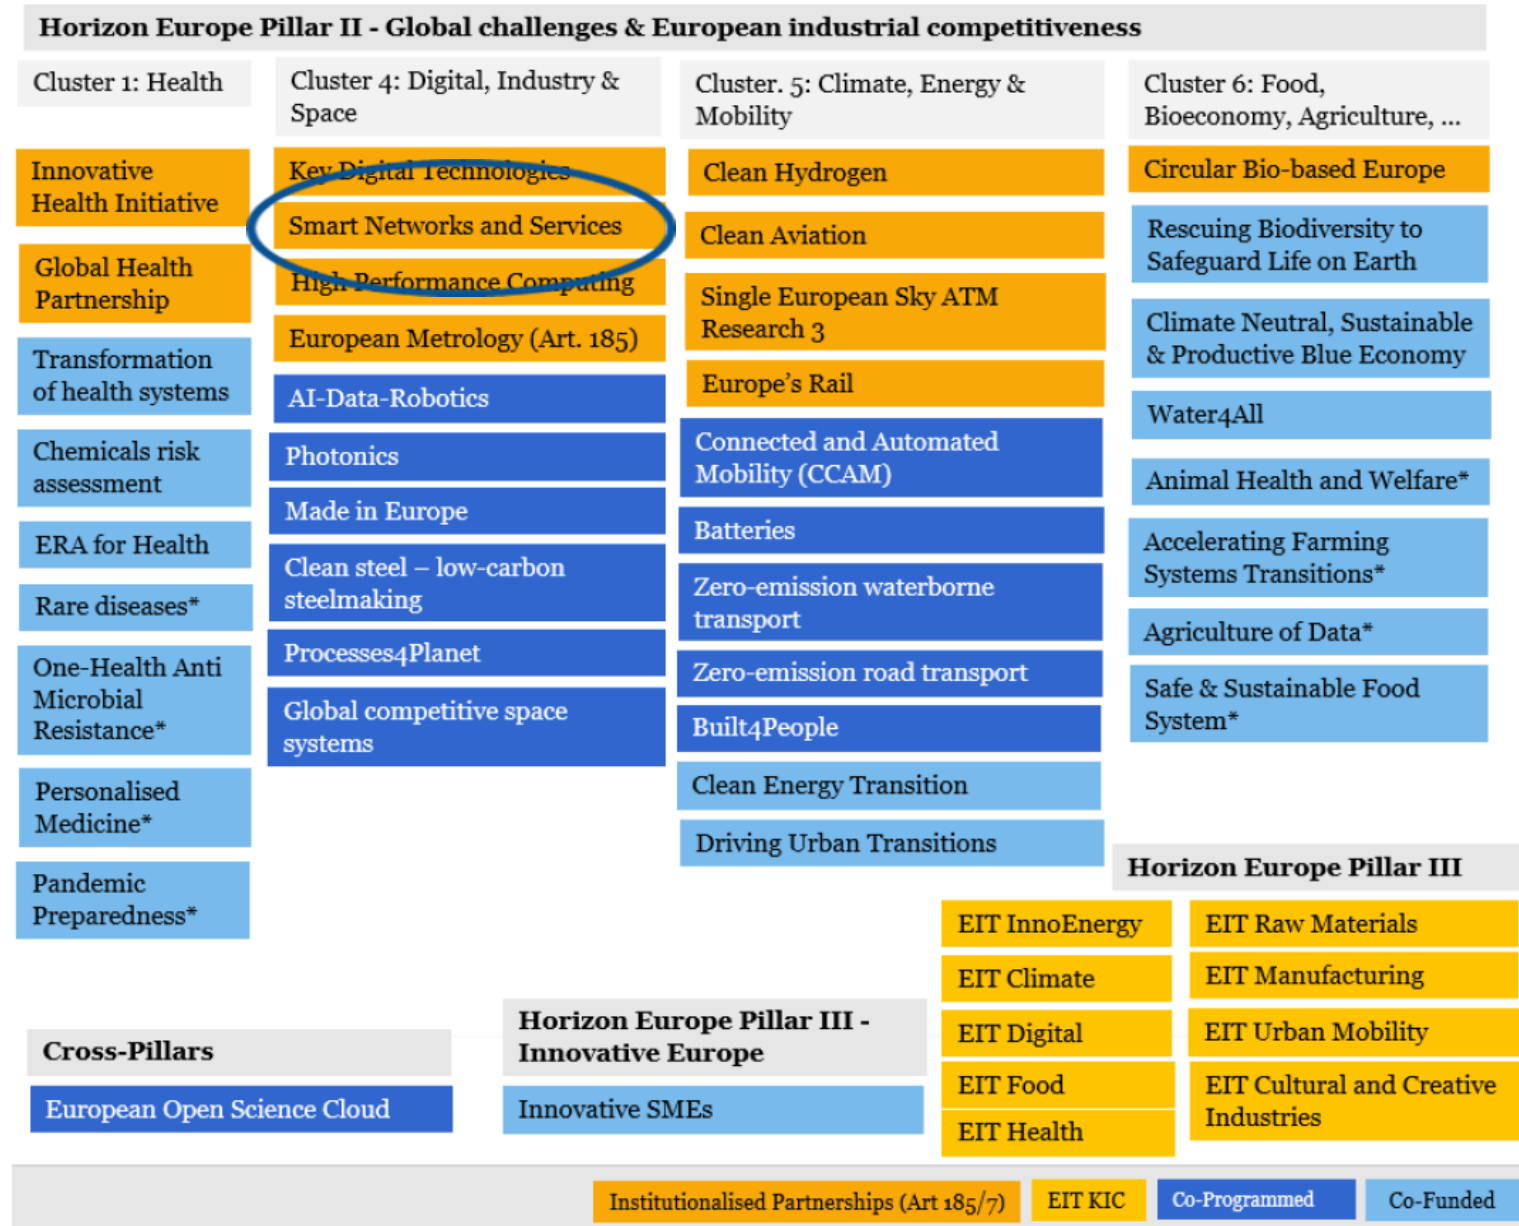 Horizon Europe Pillar II - Global challenges & European industrial competitiveness
Cluster 1: Health
Innovative
Health Initiative
Global Health
Partnership
Transformation
of health systems
Chemicals risk
assessment
ERA for Health
Rare diseases*
One-Health Anti
Microbial
Resistance*
Personalised
Medicine*
Pandemic
Preparedness*
Cluster 4: Digital, Industry &
Space
Key Digital Technologies
Smart Networks and Services
High Performance Computing
European Metrology (Art. 185)
AI-Data-Robotics
Photonics
Made in Europe
Clean steel – low-carbon
steelmaking
Processes4Planet
Global competitive space
systems
Cluster. 5: Climate, Energy &
Mobility
Clean Hydrogen
Clean Aviation
Single European Sky ATM
Research 3
Europe’s Rail
Connected and Automated
Mobility (CCAM)
Batteries
Zero-emission waterborne
transport
Zero-emission road transport
Built4People
Clean Energy Transition
Driving Urban Transitions
Cluster 6: Food,
Bioeconomy, Agriculture, ...
Circular Bio-based Europe
Rescuing Biodiversity to
Safeguard Life on Earth
Climate Neutral, Sustainable
& Productive Blue Economy
Water4All
Animal Health and Welfare*
Accelerating Farming
Systems Transitions*
Agriculture of Data*
Safe & Sustainable Food
System*
Cross-Pillars
European Open Science Cloud
Horizon Europe Pillar III -
Innovative Europe
Innovative SMEs
Horizon Europe Pillar III
EIT InnoEnergy
EIT Climate
EIT Digital
EIT Food
EIT Health
EIT Raw Materials
EIT Manufacturing
EIT Urban Mobility
EIT Cultural and Creative
Industries
Institutionalised Partnerships (Art 185/7)
EIT KIC
Co-Programmed
Co-Funded